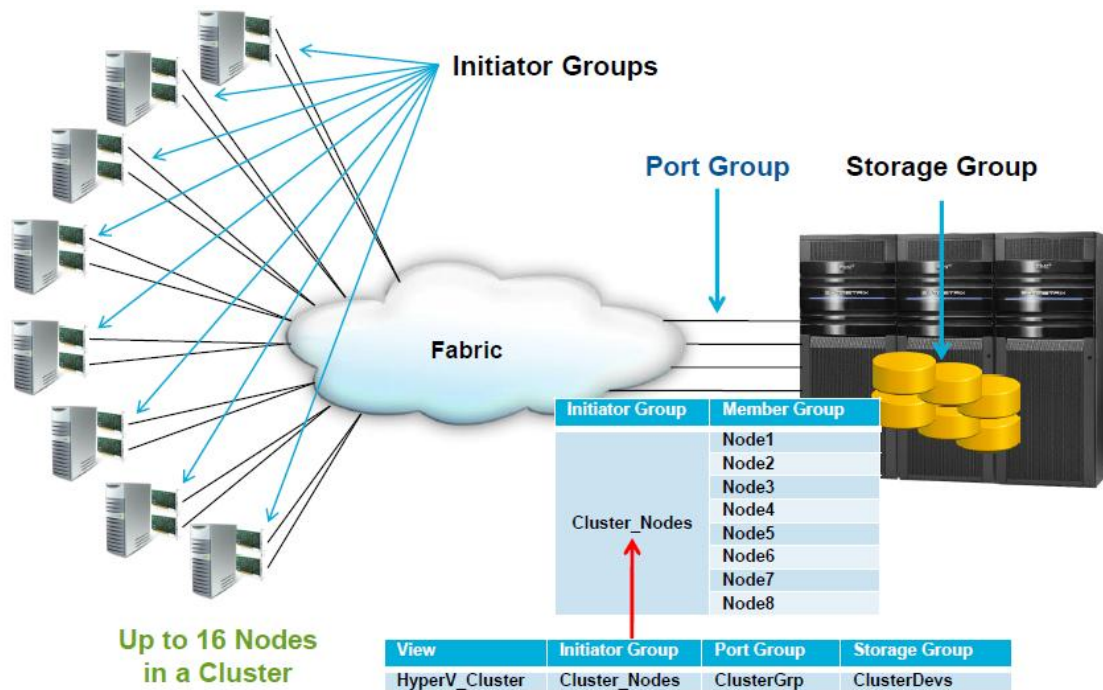 Initiator Groups
Port Group
Storage Group
Fabric
Initiator Group Member Group
Cluster_Nodes
Node1
Node2
Node3
Node4
Node5
Node6
Node7
Node8
Up to 16 Nodes
in a Cluster
View Initiator Group Port Group Storage Group
HyperV_Cluster Cluster_Nodes ClusterGrp ClusterDevs